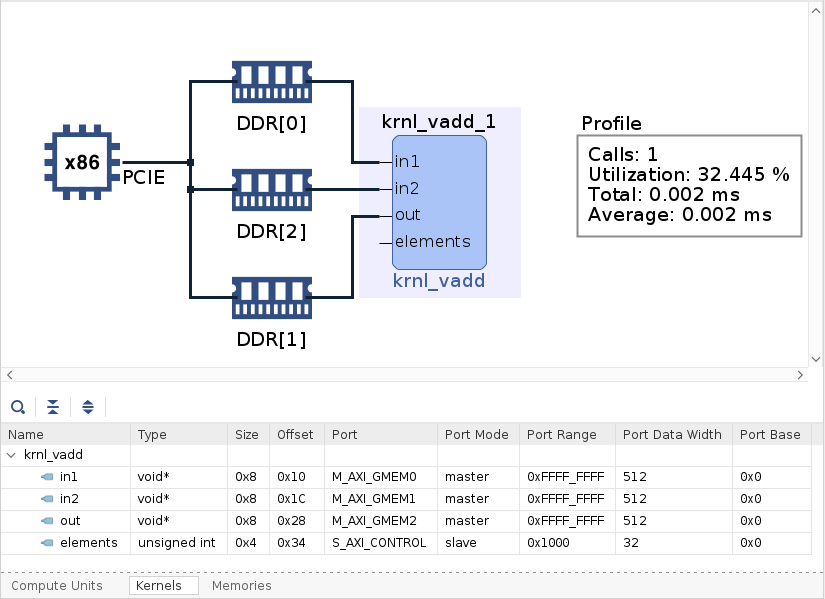 x86
PCIE
DDR[0]
DDR[2]
DDR[1]
krnl_vadd_1
in1
in2
out
elements
krnl_vadd
Profile
Calls: 1
Utilization: 32.445 %
Total: 0.002 ms
Average: 0.002 ms
Name Type Size Offset Port Port Mode Port Range Port Data Width Port Base
krnl_vadd
in1 void* 0x8 0x10 M_AXI_GMEM0 master 0xFFFF_FFFF 512 0x0
in2 void* 0x8 0x1C M_AXI_GMEM1 master 0xFFFF_FFFF 512 0x0
out void* 0x8 0x28 M_AXI_GMEM2 master 0xFFFF_FFFF 512 0x0
elements unsigned int 0x4 0x34 S_AXI_CONTROL slave 0x1000 32 0x0
Compute Units Kernels Memories